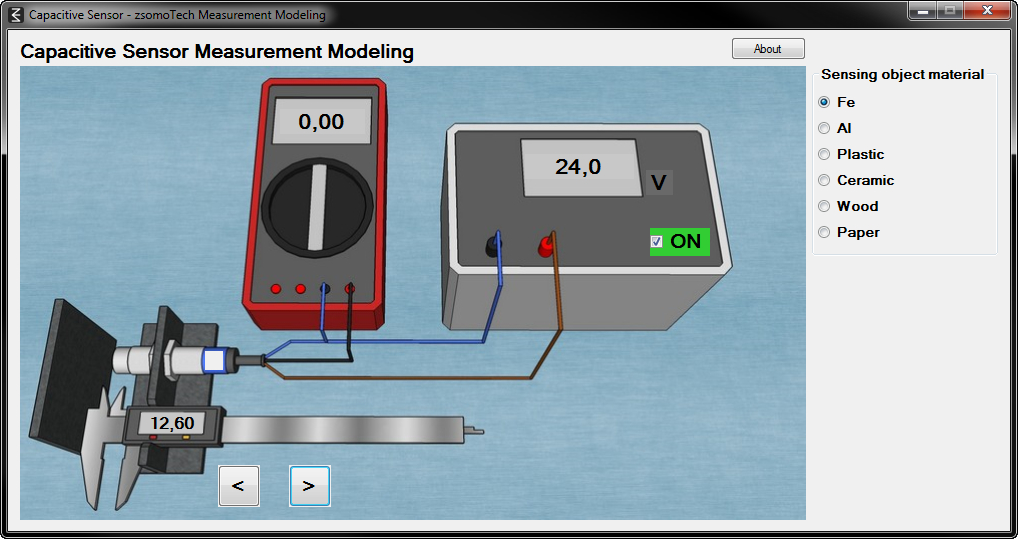 Capacitive Sensor - zsomoTech Measurement Modeling
Capacitive Sensor Measurement Modeling
About
Sensing object material
Fe
Al
Plastic
Ceramic
Wood
Paper
0,00
24,0
V
ON
12,60
<
>